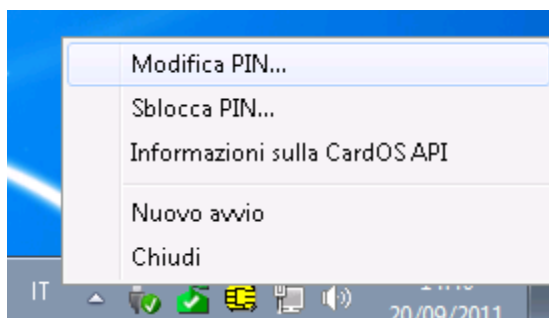 Modifica PIN...
Sblocca PIN...
Informazioni sulla CardOS API
Nuovo avvio
Chiudi
IT
20/09/2011